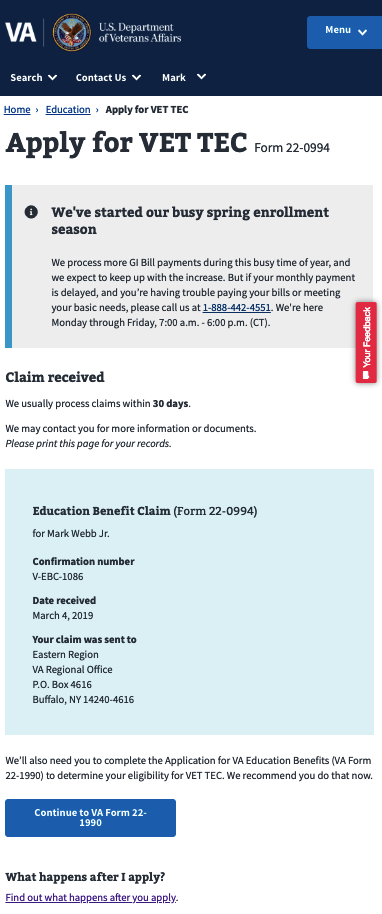 VA
U.S. Department
of Veterans Affairs
Menu
Search
Contact Us
Mark
Home › Education › Apply for VET TEC
Apply for VET TEC Form 22-0994
We've started our busy spring enrollment
season
We process more GI Bill payments during this busy time of year, and
we expect to keep up with the increase. But if your monthly payment
is delayed, and you're having trouble paying your bills or meeting
your basic needs, please call us at 1-888-442-4551. We're here
Monday through Friday, 7:00 a.m. - 6:00 p.m. (CT).
Your Feedback
Claim received
We usually process claims within 30 days.
We may contact you for more information or documents.
Please print this page for your records.
Education Benefit Claim (Form 22-0994)
for Mark Webb Jr.
Confirmation number
V-EBC-1086
Date received
March 4, 2019
Your claim was sent to
Eastern Region
VA Regional Office
P.O. Box 4616
Buffalo, NY 14240-4616
We'll also need you to complete the Application for VA Education Benefits (VA Form
22-1990) to determine your eligibility for VET TEC. We recommend you do that now.
Continue to VA Form 22-
1990
What happens after I apply?
Find out what happens after you apply.